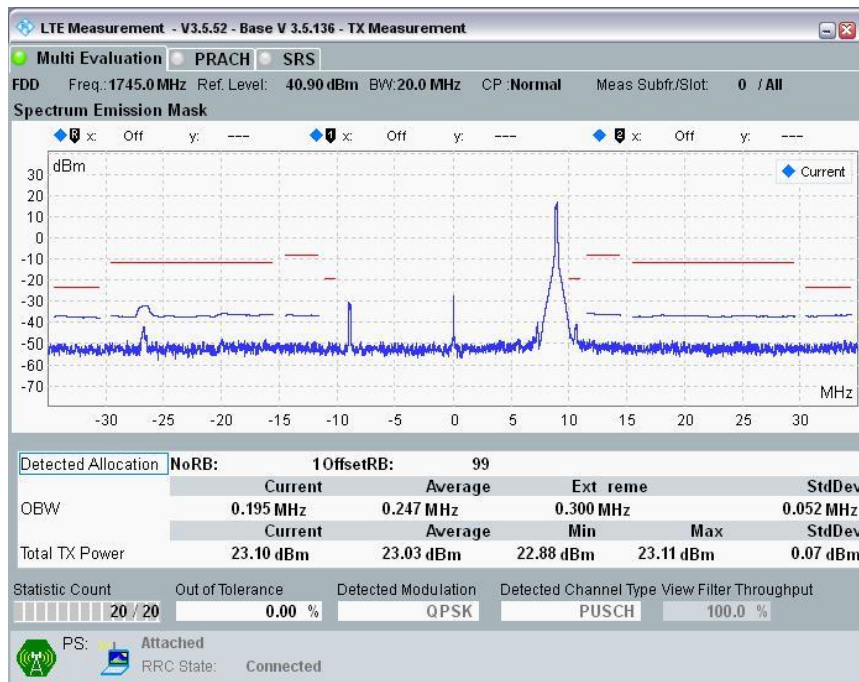 LTE Measurement - V3.5.52 - Base V 3.5.136 - TX Measurement
Multi Evaluation PRACH SRS
FDD Freq.:1745.0 MHz Ref. Level: 40.90 dBm BW:20.0 MHz CP :Normal Meas Subfr./Slot: 0 / All
Spectrum Emission Mask
R x: Off y: --- 1 x: Off y: --- 2 x: Off y: ---
dBm
Current
30
20
10
0
-10
-20
-30
-40
-50
-60
-70
MHz
-30 -25 -20 -15 -10 -5 0 5 10 15 20 25 30
Detected Allocation NoRB: 1 OffsetRB: 99
Current Average Ext reme StdDev
OBW 0.195 MHz 0.247 MHz 0.300 MHz 0.052 MHz
Current Average Min Max StdDev
Total TX Power 23.10 dBm 23.03 dBm 22.88 dBm 23.11 dBm 0.07 dBm
Statistic Count Out of Tolerance Detected Modulation Detected Channel Type View Filter Throughput
20 / 20 0.00 % QPSK PUSCH 100.0 %
PS: Attached
RRC State: Connected